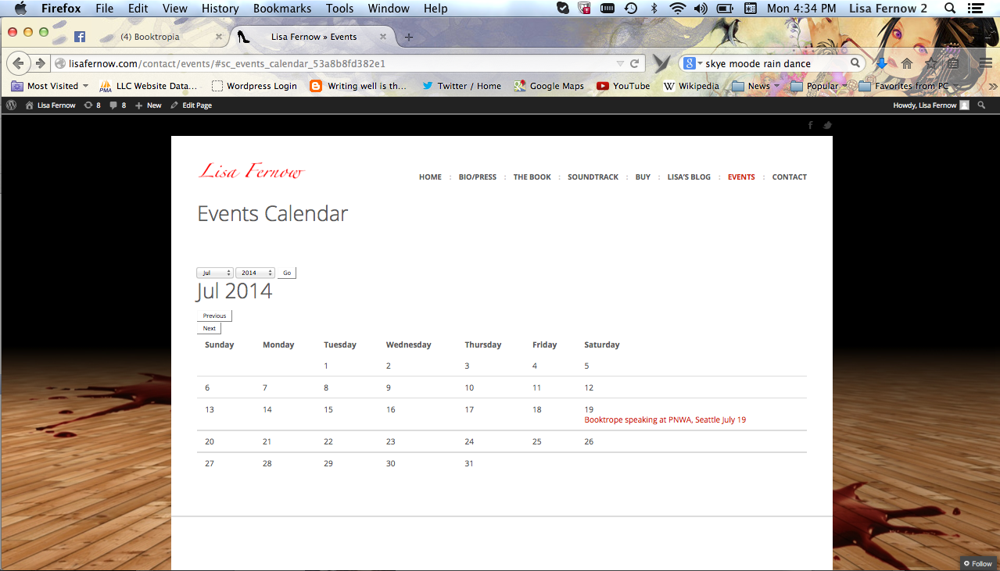 Firefox File Edit View History Bookmarks Tools Window Help Mon 4:34 PM Lisa Fernow 2
(4) Booktropia
Lisa Fernow » Events
lisafernow.com/contact/events/#sc_events_calendar_53a8b8fd382e1
skye moode rain dance
Most Visited LLC Website Data... Wordpress Login Writing well is th... Twitter / Home Google Maps YouTube Wikipedia News Popular Favorites from PC
Lisa Fernow 8 8 New Edit Page Howdy, Lisa Fernow
Lisa Fernow
HOME : BIO/PRESS : THE BOOK : SOUNDTRACK : BUY : LISA'S BLOG : EVENTS : CONTACT
Events Calendar
Jul 2014 Go
Jul 2014
Previous
Next
Sunday Monday Tuesday Wednesday Thursday Friday Saturday
1 2 3 4 5
6 7 8 9 10 11 12
13 14 15 16 17 18 19
Booktrope speaking at PNWA, Seattle July 19
20 21 22 23 24 25 26
27 28 29 30 31
Follow